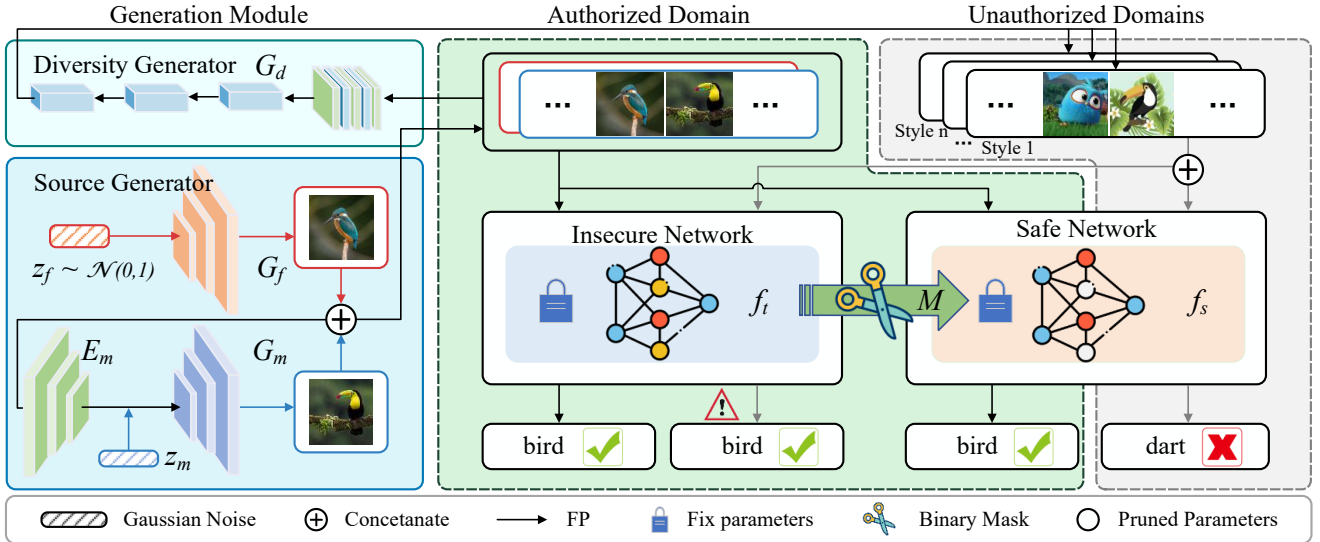 Generation Module
Authorized Domain
Unauthorized Domains
Diversity Generator G_d
... ...
... ...
Style n
...
Style 1
Source Generator
z_f ~ N(0,1)
G_f
E_m
G_m
z_m
Insecure Network
f_t
M
Safe Network
f_s
!
bird
bird
bird
dart
Gaussian Noise
Concetanate
FP
Fix parameters
Binary Mask
Pruned Parameters